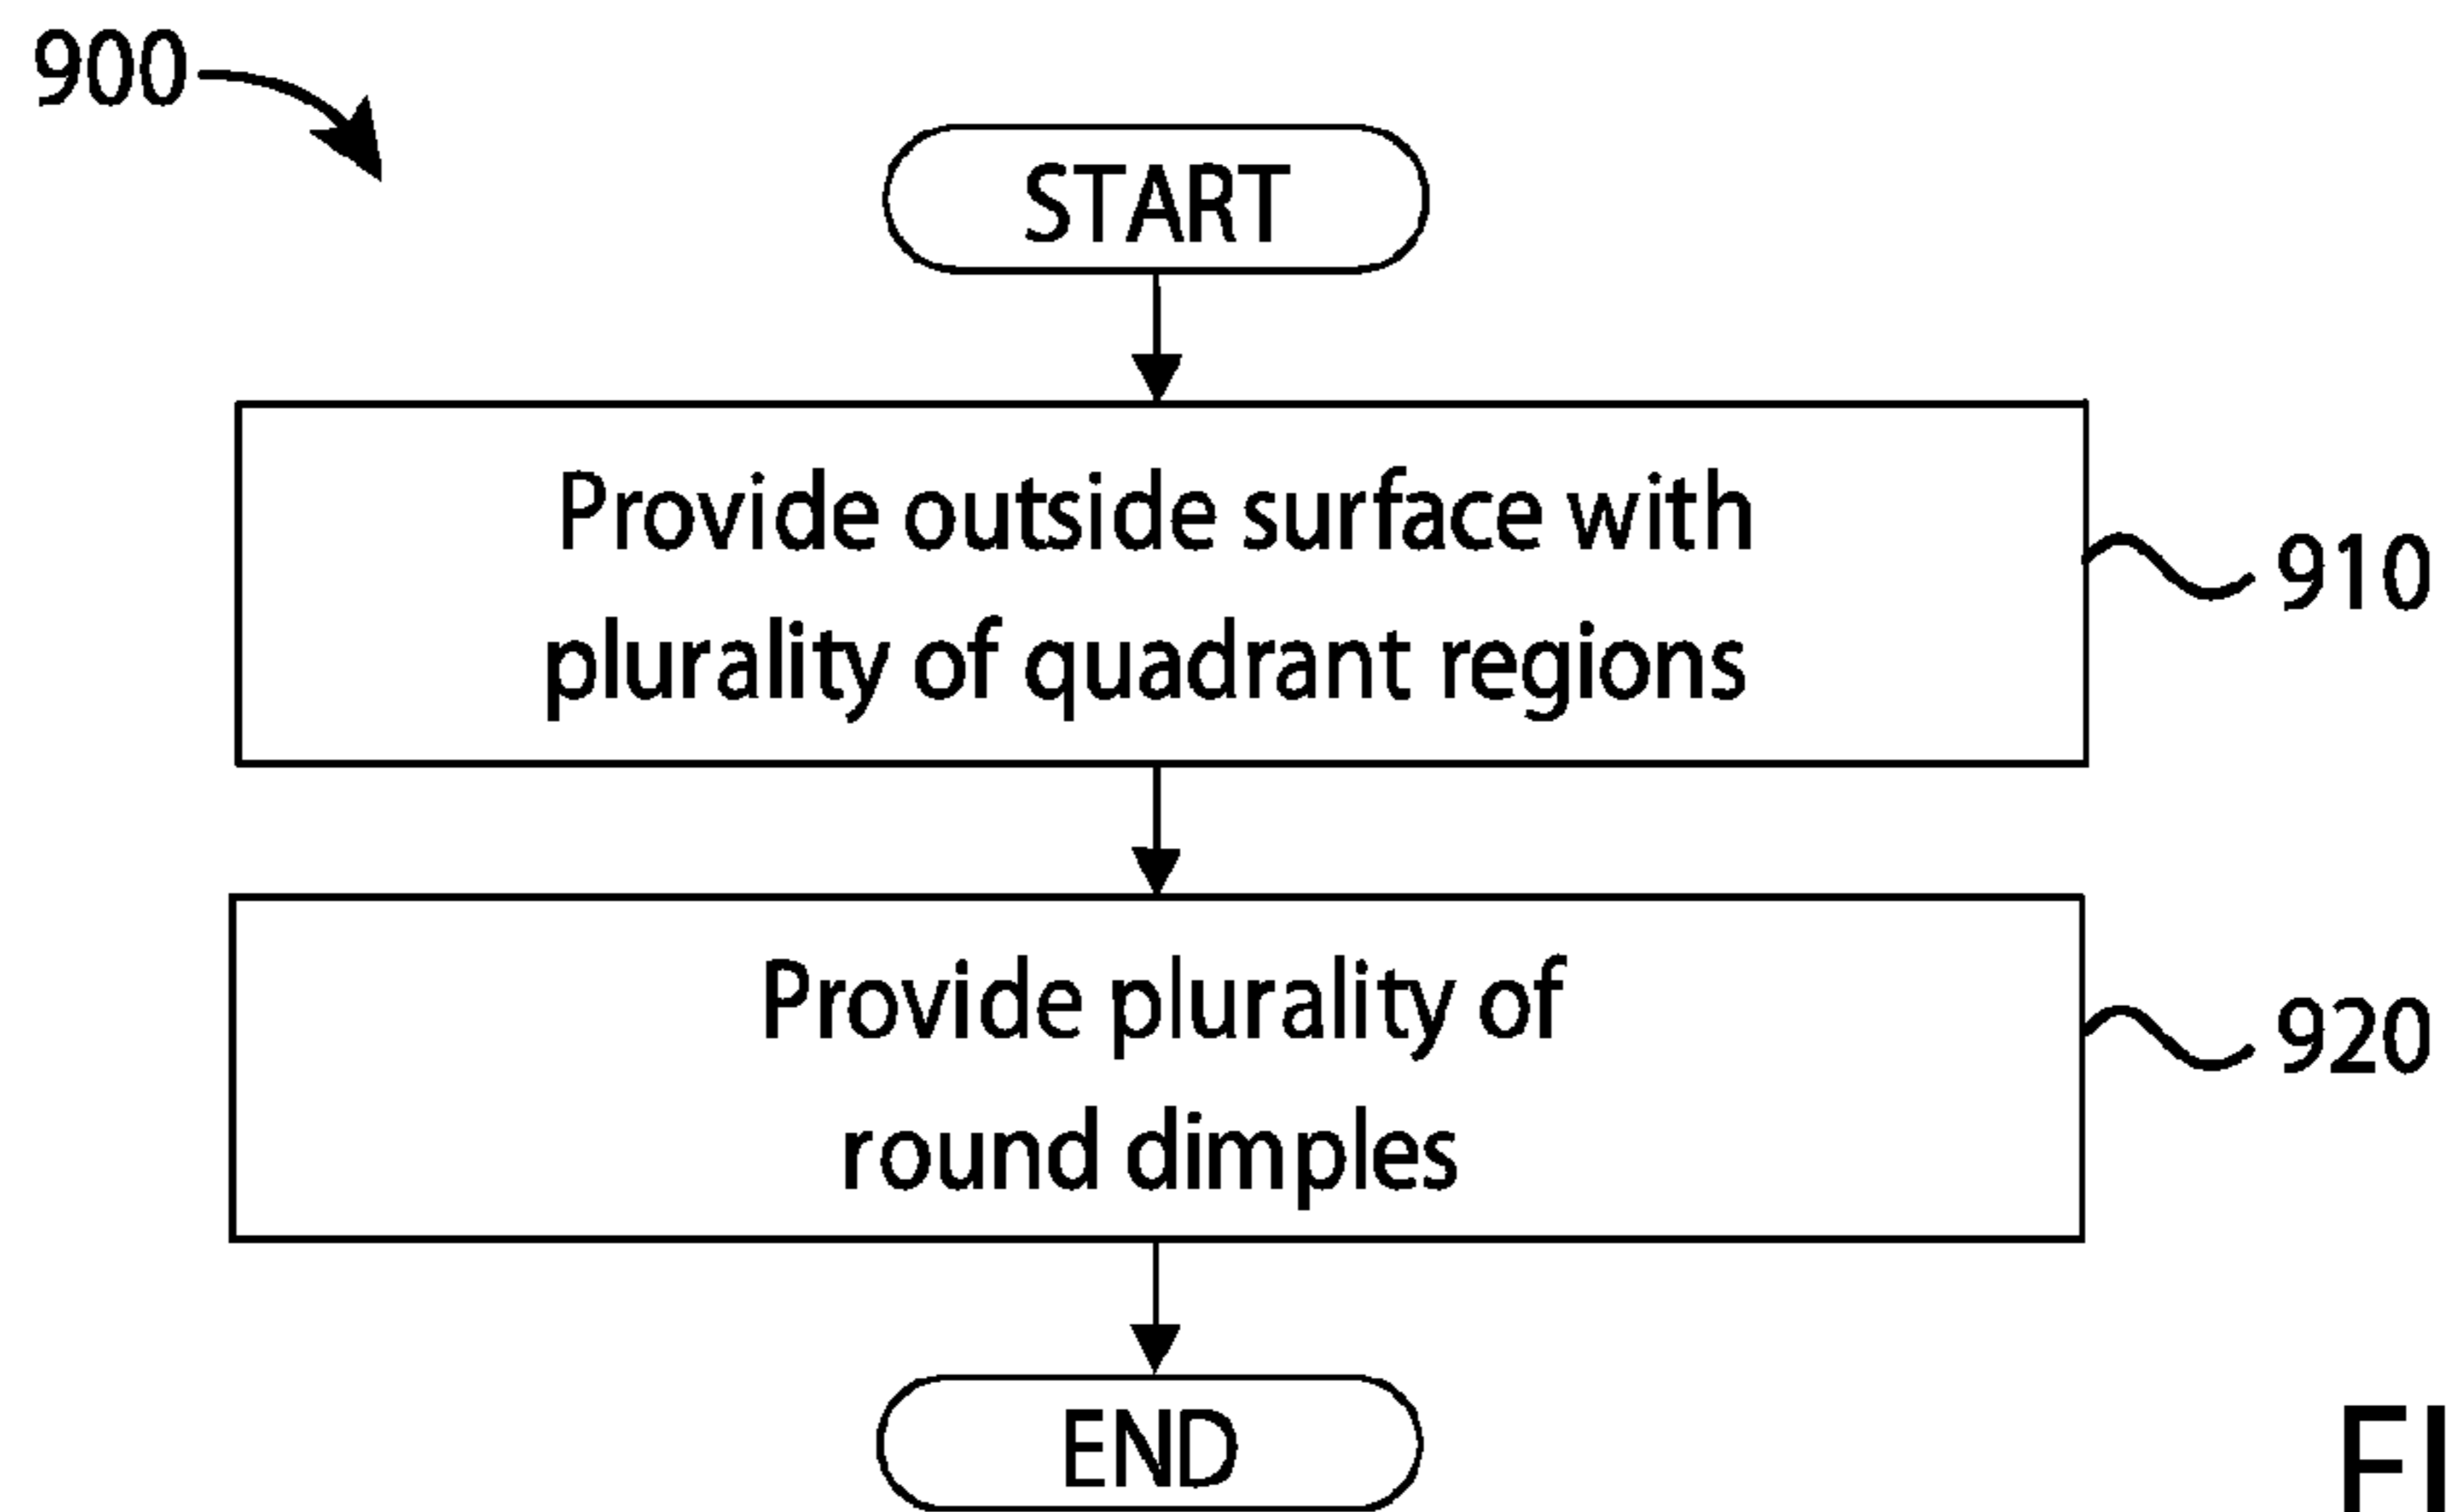 900
START
Provide outside surface with
plurality of quadrant regions
910
Provide plurality of
round dimples
920
END